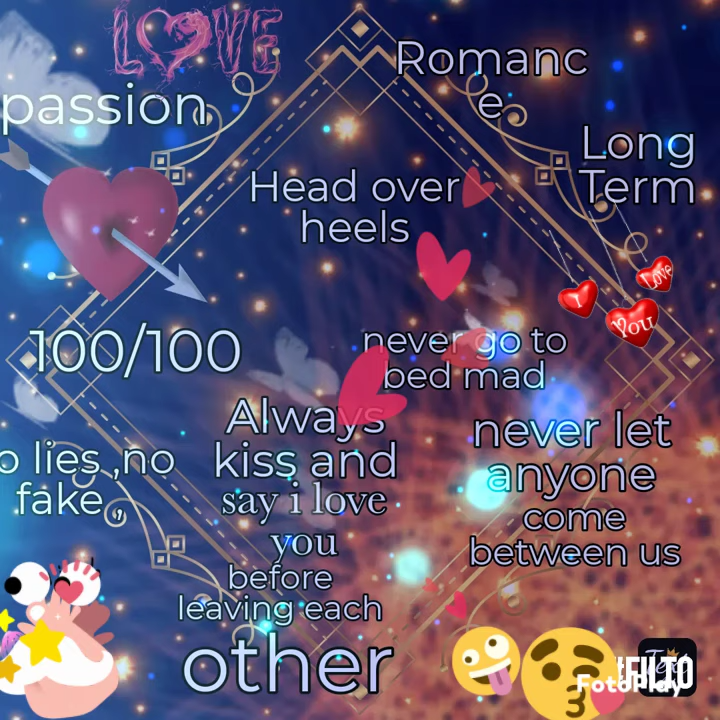 LOVE
Romanc
e
passion
Long
Term
Head over
heels
I
Love
You
100/100
never go to
bed mad
Always
kiss and
say i love
you
before
leaving each
other
never let
anyone
come
between us
o lies ,no
fake ,
FILTO
FotoPlay